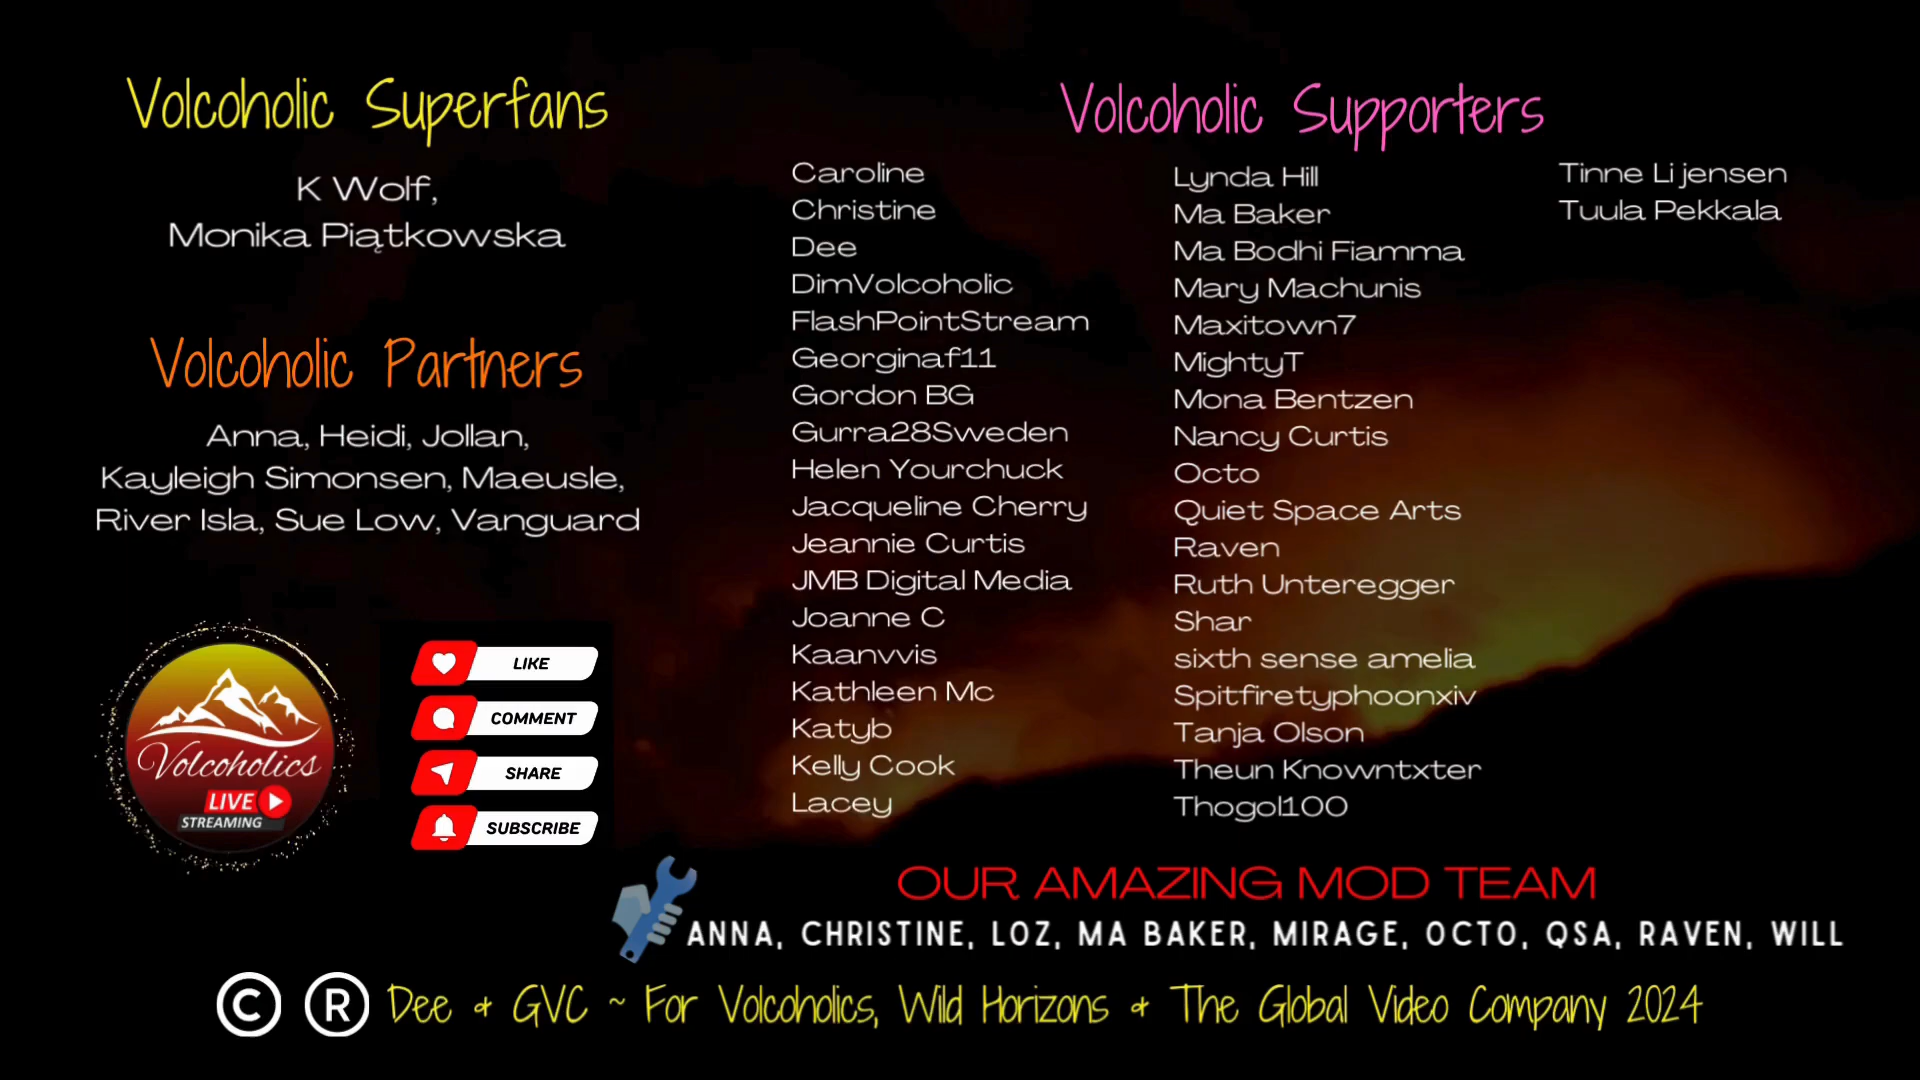 Volcoholic Superfans
K Wolf,
Monika Piątkowska
Volcoholic Partners
Anna, Heidi, Jollan,
Kayleigh Simonsen, Maeusle,
River Isla, Sue Low, Vanguard
Volcoholics
LIVE
STREAMING
LIKE
COMMENT
SHARE
SUBSCRIBE
Volcoholic Supporters
Caroline
Christine
Dee
DimVolcoholic
FlashPointStream
Georginaf11
Gordon BG
Gurra28Sweden
Helen Yourchuck
Jacqueline Cherry
Jeannie Curtis
JMB Digital Media
Joanne C
Kaanvvis
Kathleen Mc
Katyb
Kelly Cook
Lacey
Lynda Hill
Ma Baker
Ma Bodhi Fiamma
Mary Machunis
Maxitown7
MightyT
Mona Bentzen
Nancy Curtis
Octo
Quiet Space Arts
Raven
Ruth Unteregger
Shar
sixth sense amelia
Spitfiretyphoonxiv
Tanja Olson
Theun Knowntxter
Thogol100
Tinne Li jensen
Tuula Pekkala
OUR AMAZING MOD TEAM
ANNA, CHRISTINE, LOZ, MA BAKER, MIRAGE, OCTO, QSA, RAVEN, WILL
© ® Dee & GVC ~ For Volcoholics, Wild Horizons & The Global Video Company 2024